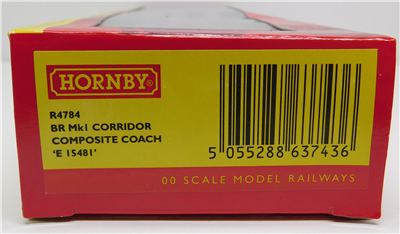 HORNBY
R4784
BR Mk1 CORRIDOR
COMPOSITE COACH
'E 15481'
5 055288 637436
00 SCALE MODEL RAILWAYS